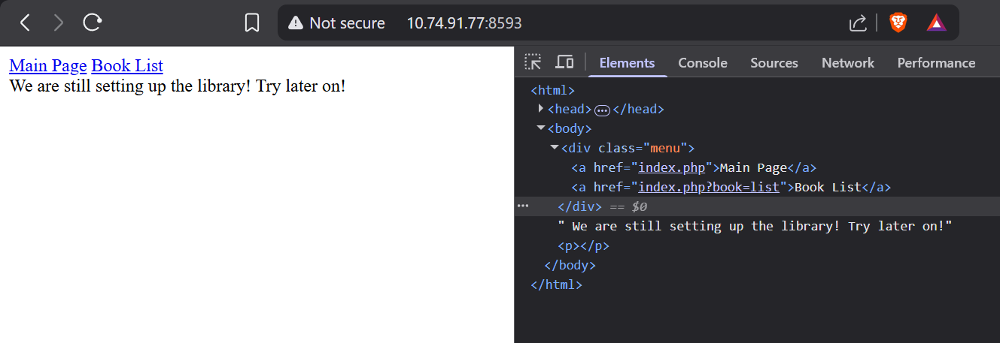 Not secure 10.74.91.77:8593
Main Page Book List
We are still setting up the library! Try later on!
Elements Console Sources Network Performance
<html>
<head> ... </head>
<body>
<div class="menu">
<a href="index.php">Main Page</a>
<a href="index.php?book=list">Book List</a>
... </div> == $0
" We are still setting up the library! Try later on!"
<p></p>
</body>
</html>